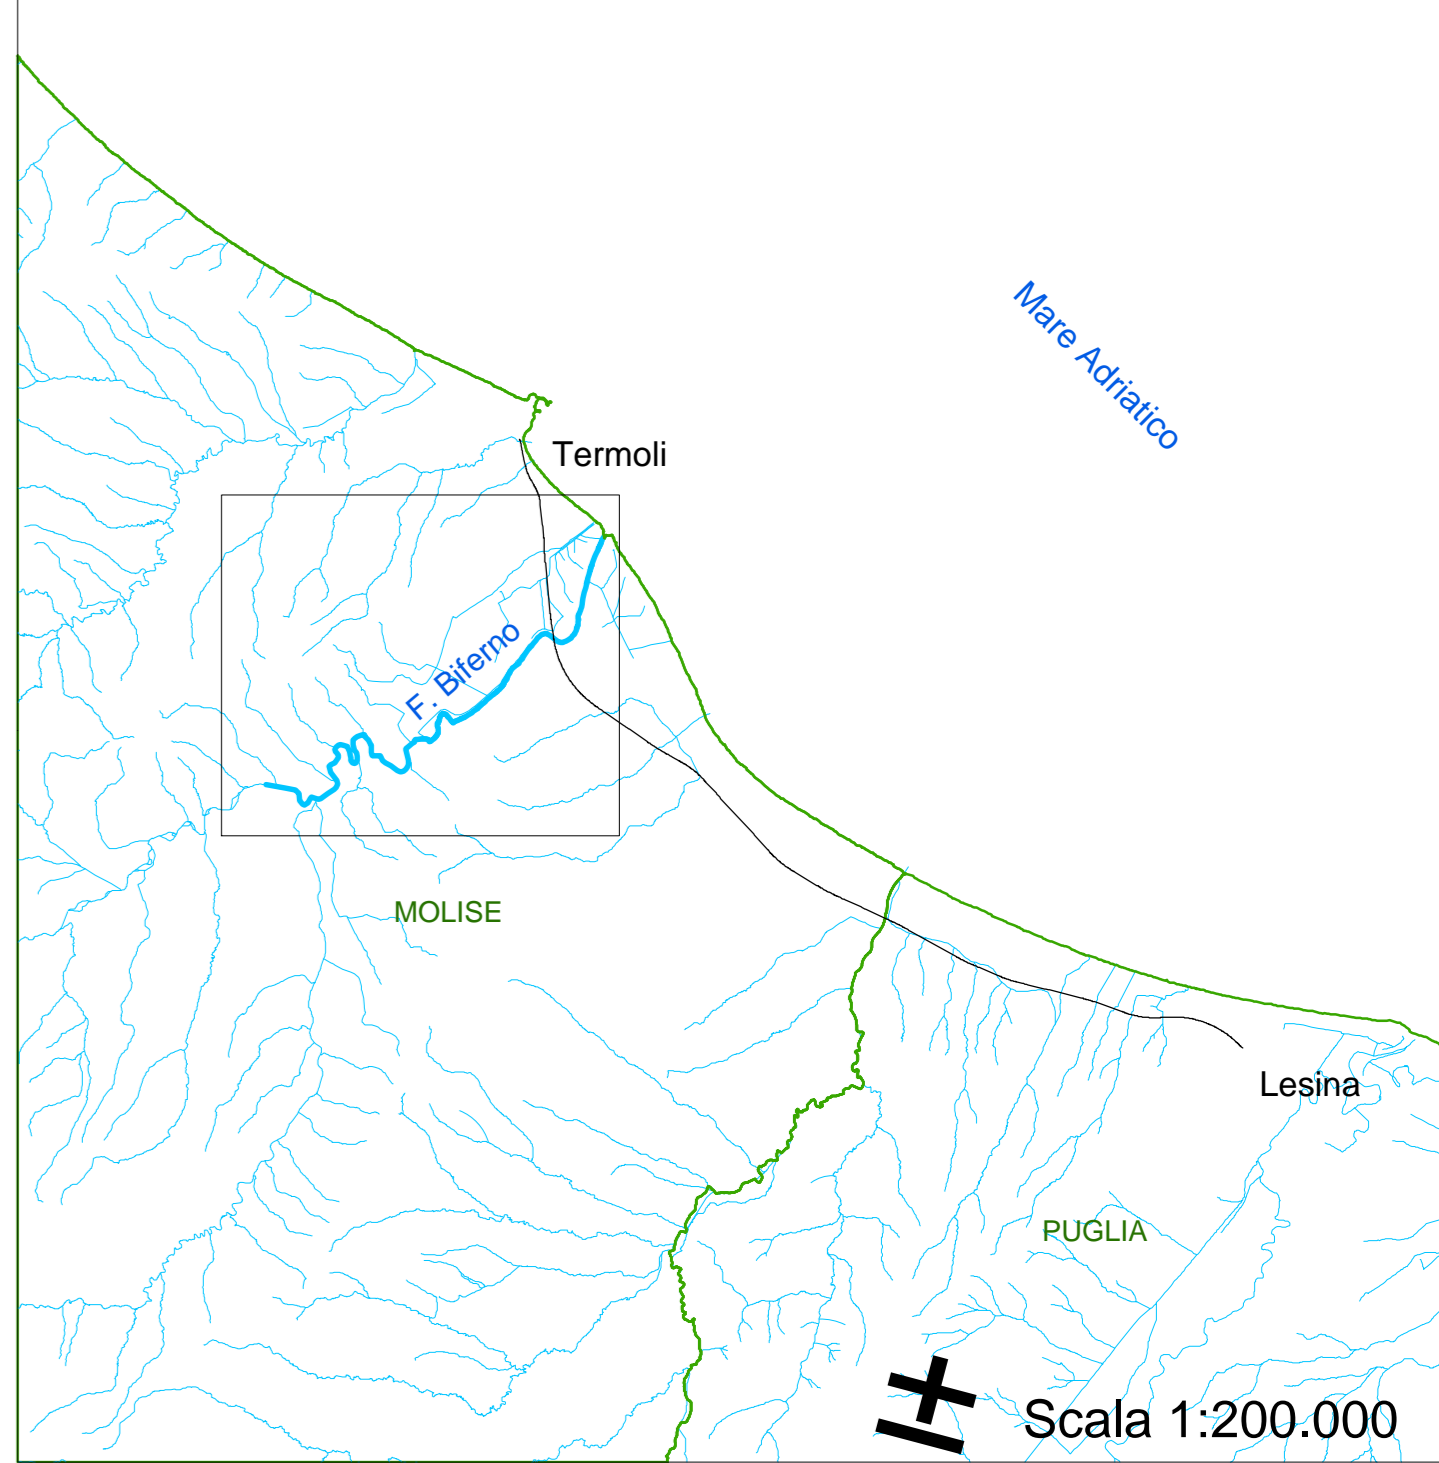 Mare Adriatico
Termoli
F. Biferno
MOLISE
Lesina
PUGLIA
Scala 1:200.000